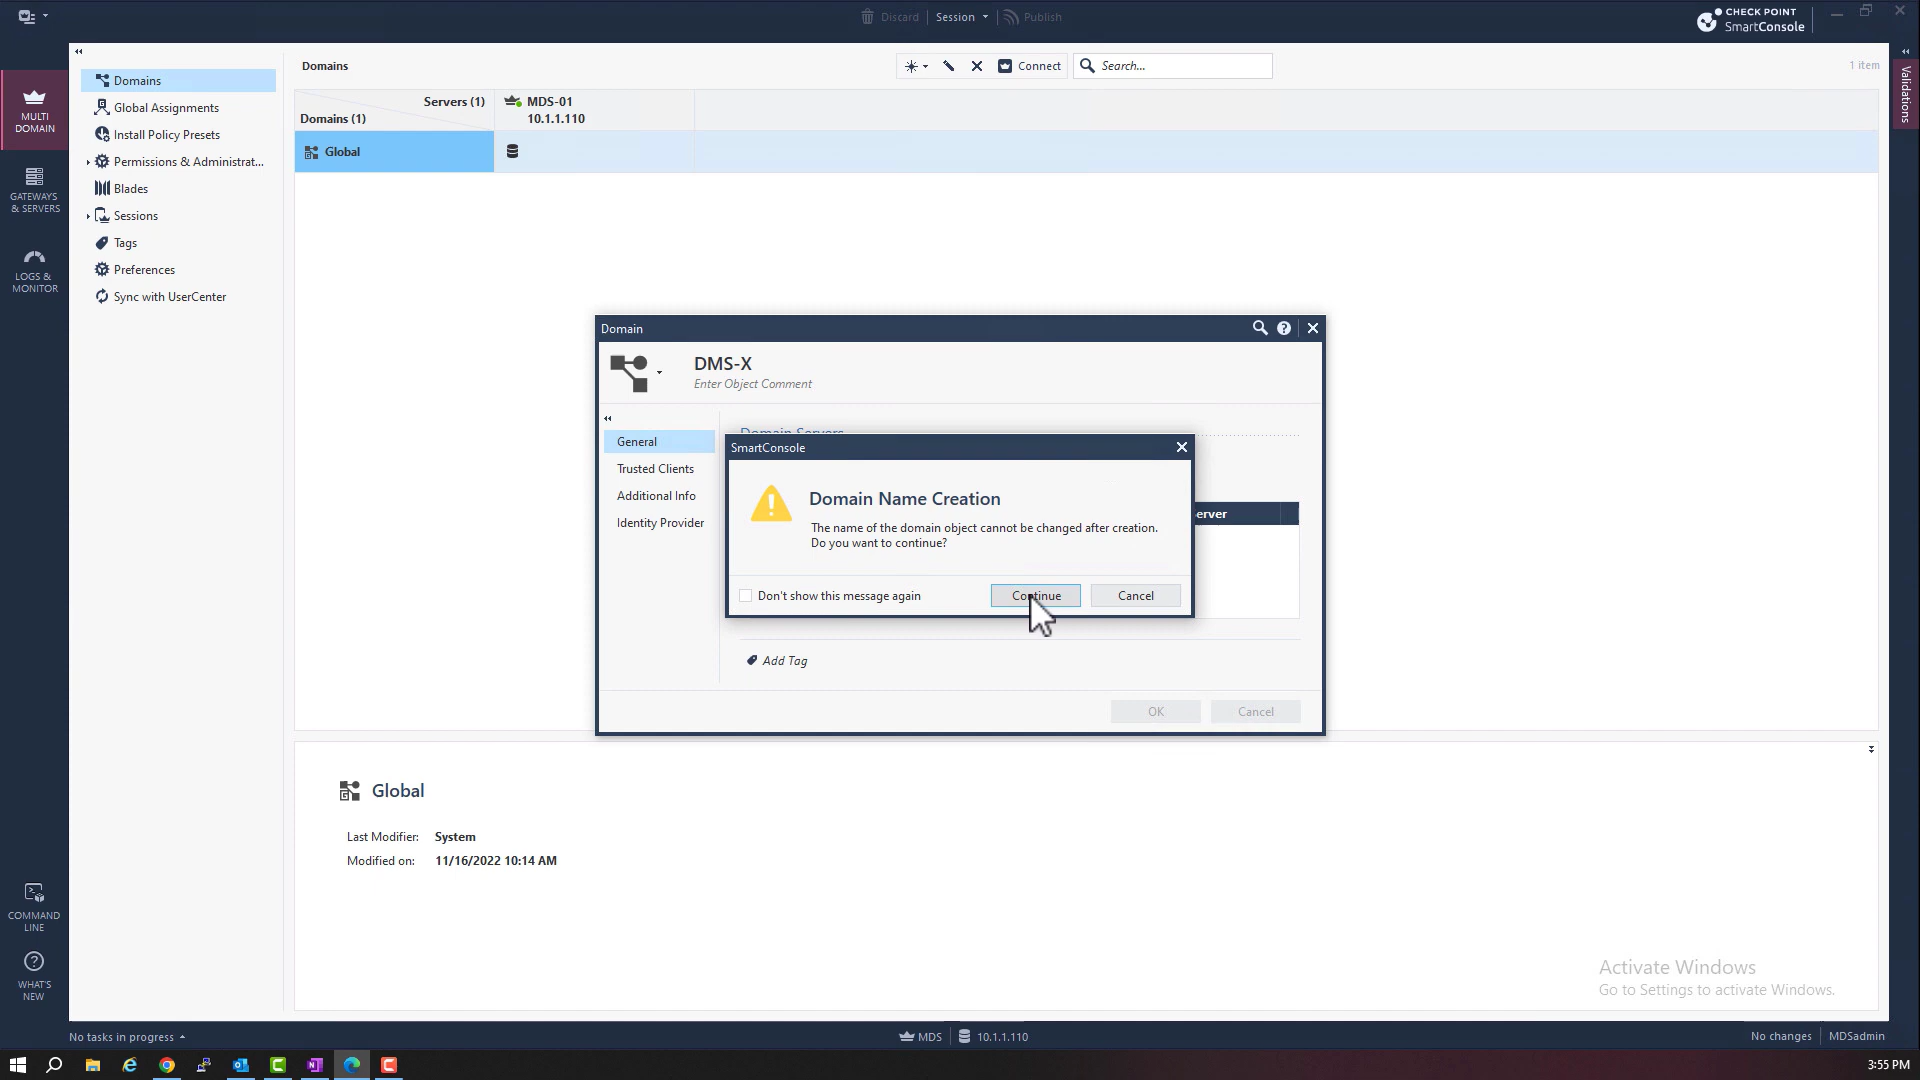 Discard
Session
Publish
CHECK POINT
SmartConsole
MULTI
DOMAIN
GATEWAYS
& SERVERS
LOGS &
MONITOR
COMMAND
LINE
WHAT'S
NEW
Domains
Global Assignments
Install Policy Presets
Permissions & Administrat...
Blades
Sessions
Tags
Preferences
Sync with UserCenter
Domains
Connect
Search...
1 item
Validations
Servers (1)
Domains (1)
MDS-01
10.1.1.110
Global
Domain
DMS-X
Enter Object Comment
General
Trusted Clients
Additional Info
Identity Provider
Domain Servers
erver
SmartConsole
Domain Name Creation
The name of the domain object cannot be changed after creation.
Do you want to continue?
Don't show this message again
Continue
Cancel
Add Tag
OK
Cancel
Global
Last Modifier: System
Modified on: 11/16/2022 10:14 AM
Activate Windows
Go to Settings to activate Windows.
No tasks in progress
MDS
10.1.1.110
No changes
MDSadmin
3:55 PM